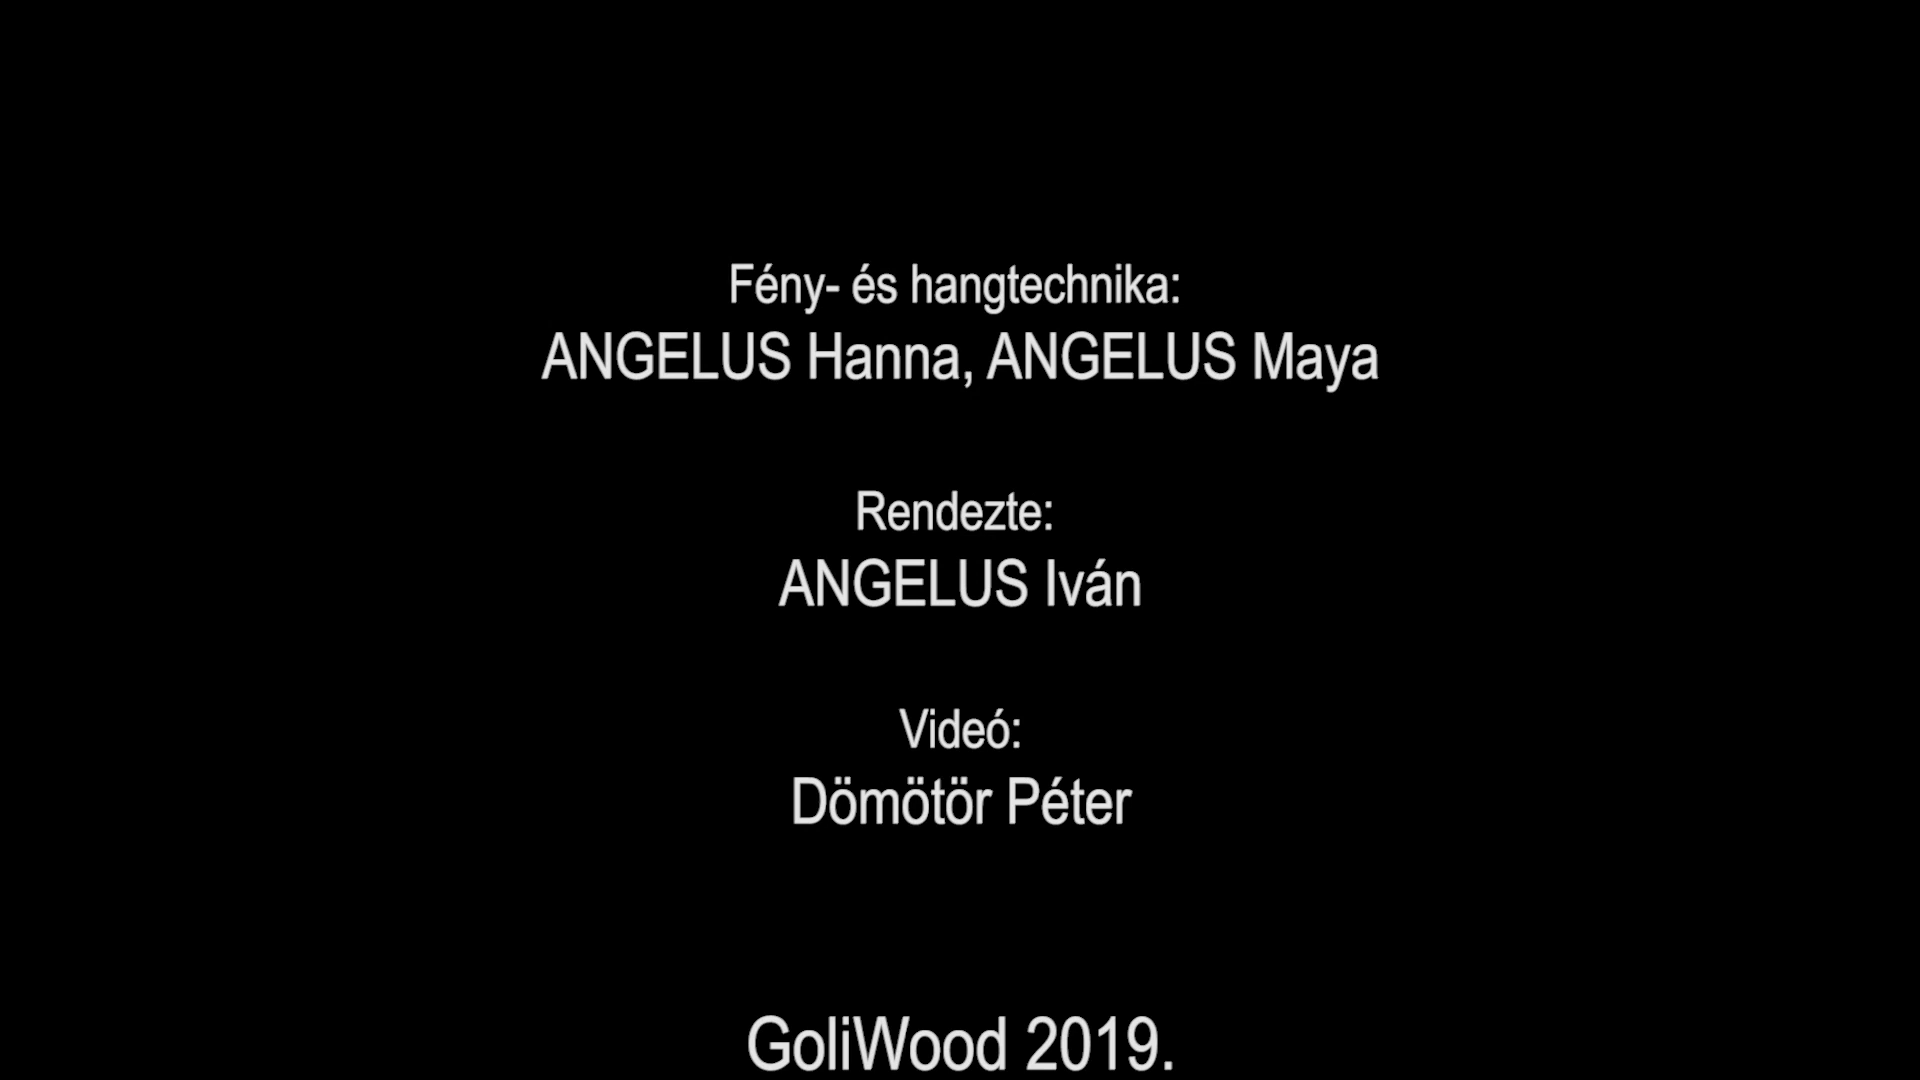 Fény- és hangtechnika:
ANGELUS Hanna, ANGELUS Maya
Rendezte:
ANGELUS Iván
Videó:
Dömötör Péter
GoliWood 2019.